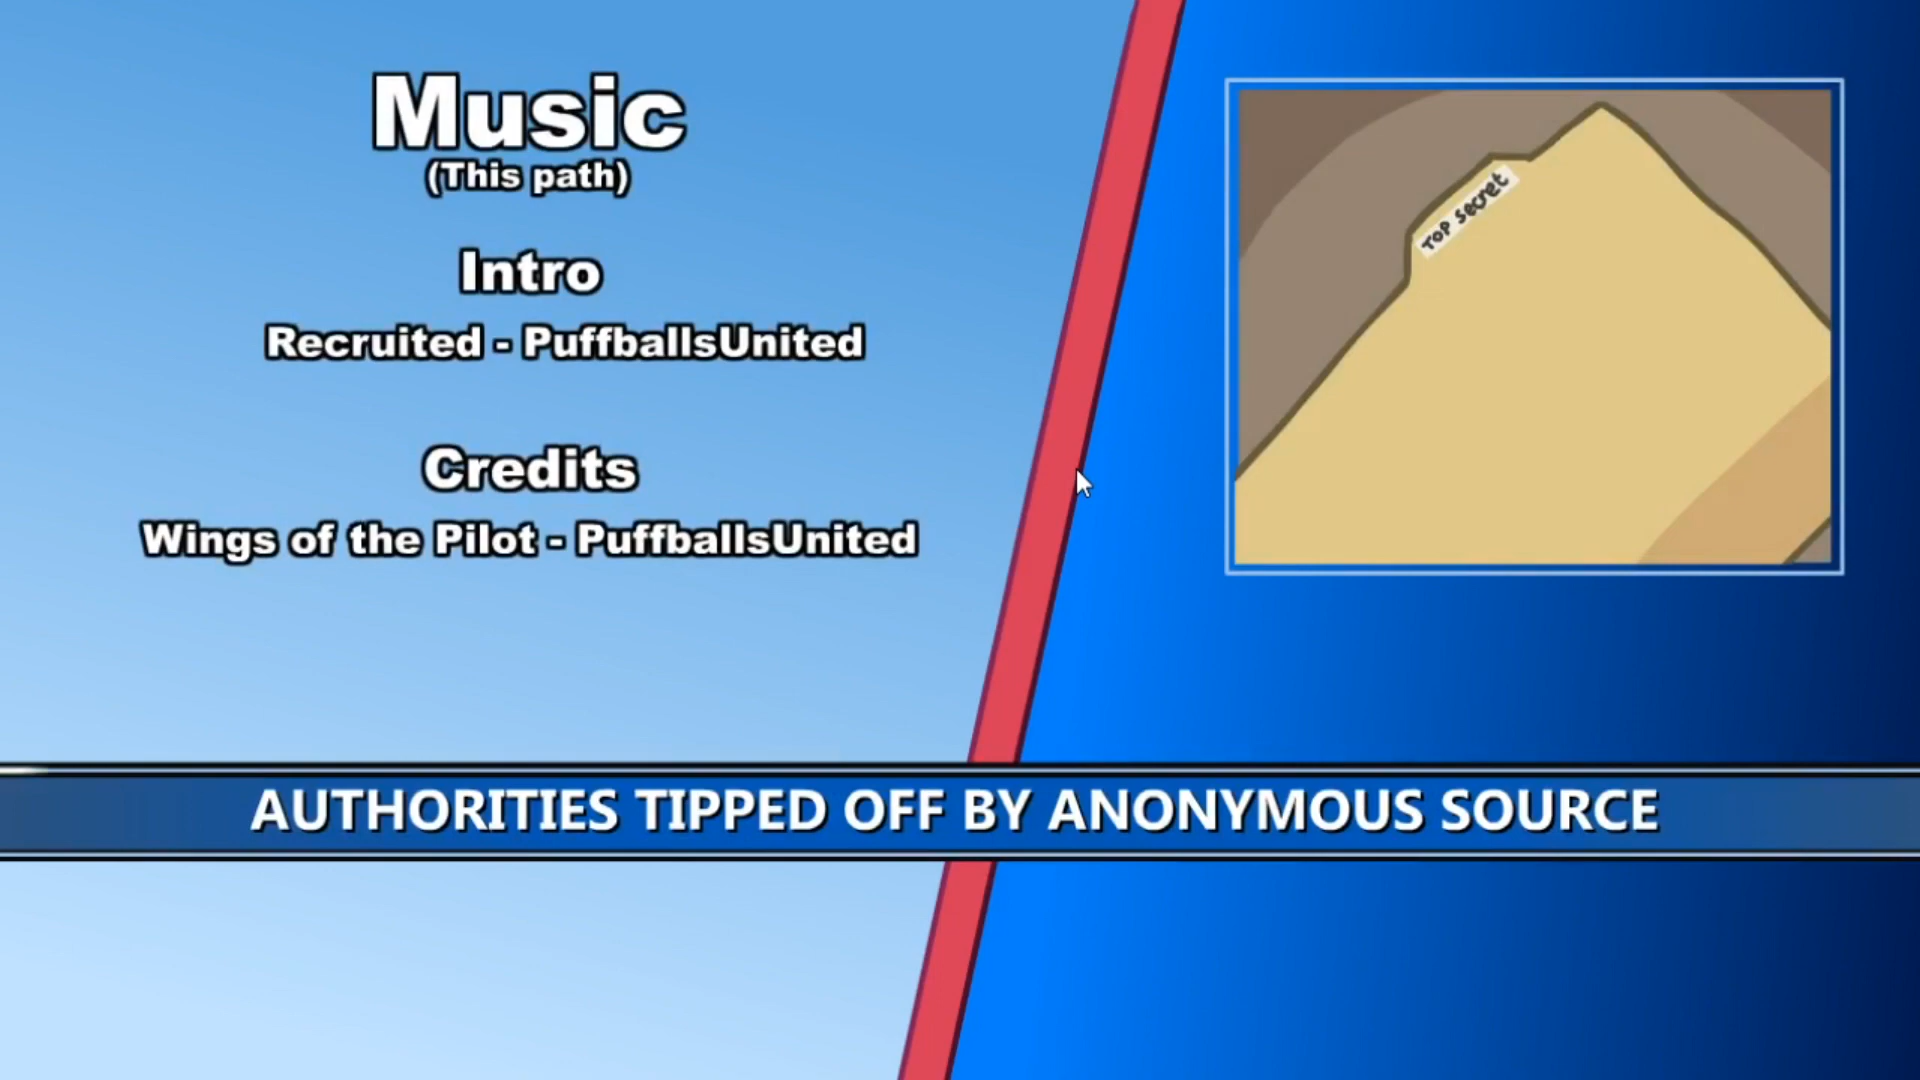 Music
(This path)
Intro
Recruited - PuffballsUnited
Credits
Wings of the Pilot - PuffballsUnited
Top secret
AUTHORITIES TIPPED OFF BY ANONYMOUS SOURCE